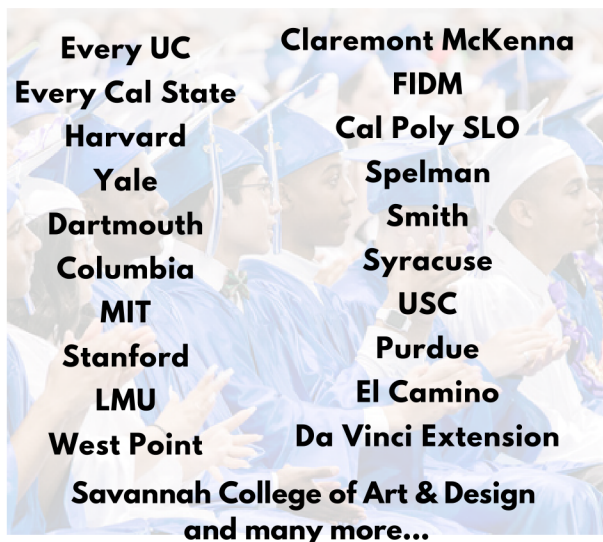 Every UC
Every Cal State
Harvard
Yale
Dartmouth
Columbia
MIT
Stanford
LMU
West Point
Claremont McKenna
FIDM
Cal Poly SLO
Spelman
Smith
Syracuse
USC
Purdue
El Camino
Da Vinci Extension
Savannah College of Art & Design
and many more...